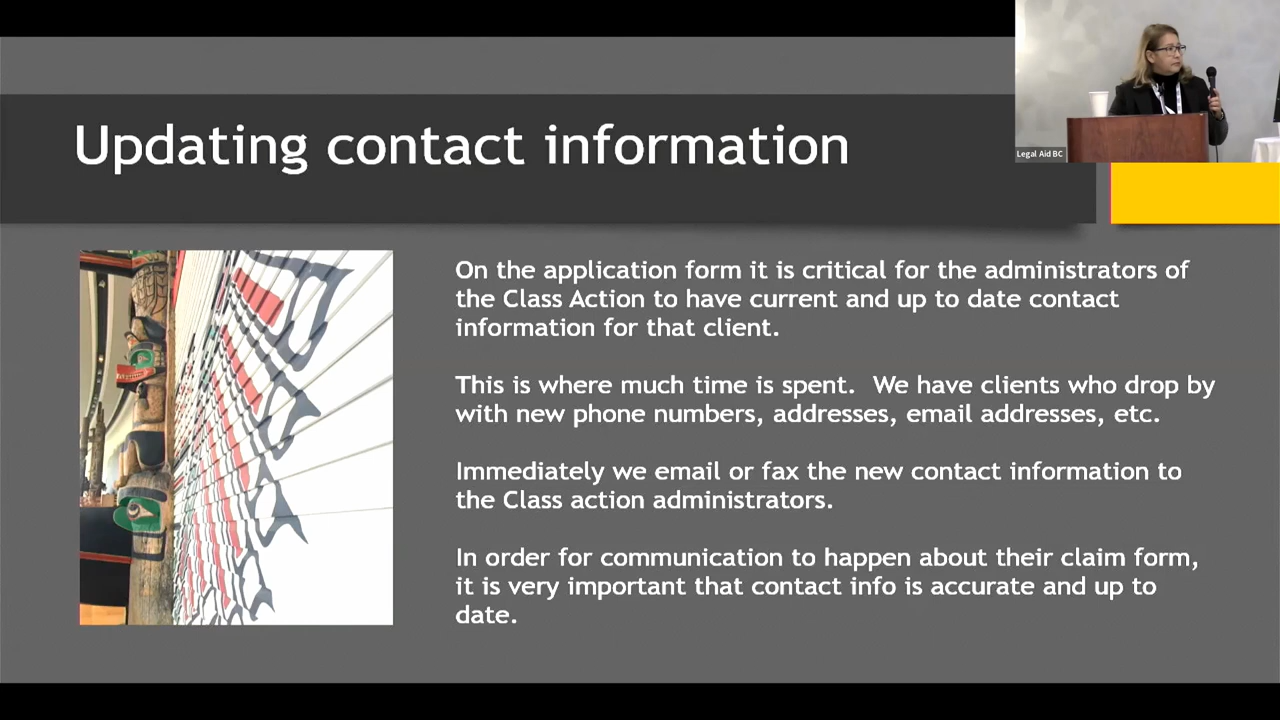 Updating contact information
Legal Aid BC
On the application form it is critical for the administrators of
the Class Action to have current and up to date contact
information for that client.
This is where much time is spent.  We have clients who drop by
with new phone numbers, addresses, email addresses, etc.
Immediately we email or fax the new contact information to
the Class action administrators.
In order for communication to happen about their claim form,
it is very important that contact info is accurate and up to
date.